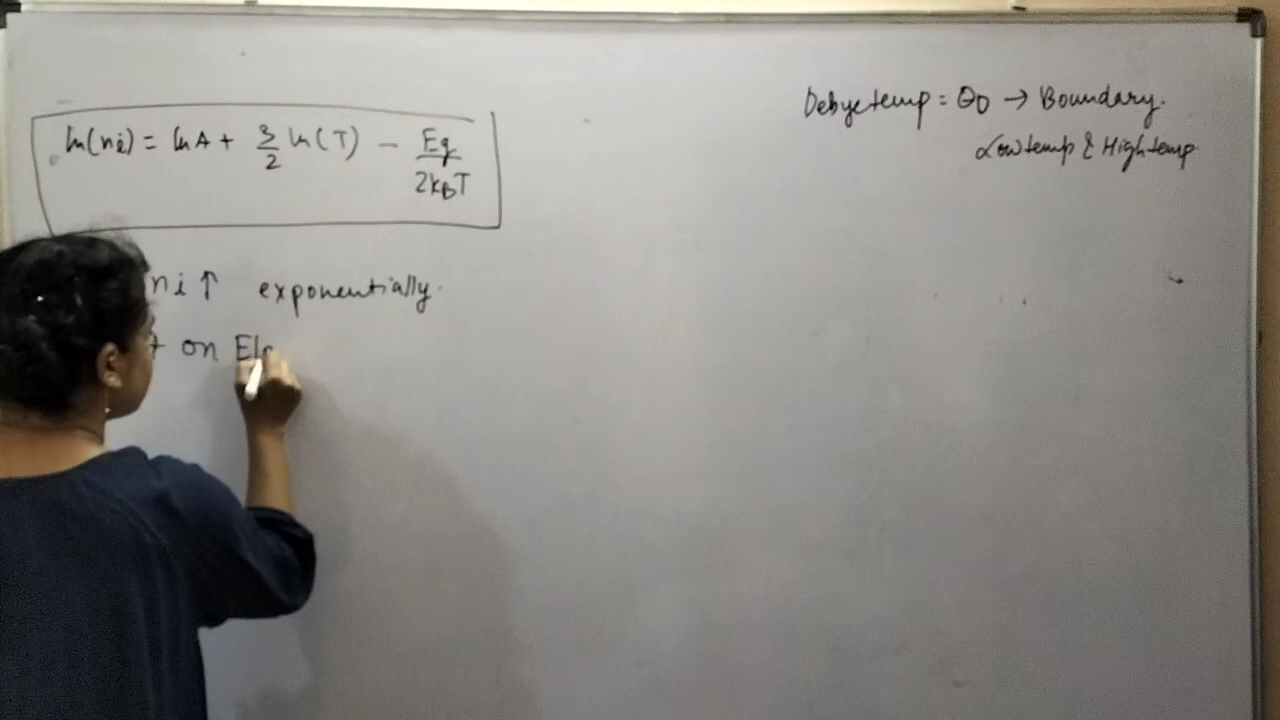 ln(ni) = lnA + 3/2 ln(T) - Eg/2kBT
ni↑ exponentially.
on
Debye temp = ΘD → Boundary.
Low temp & High temp